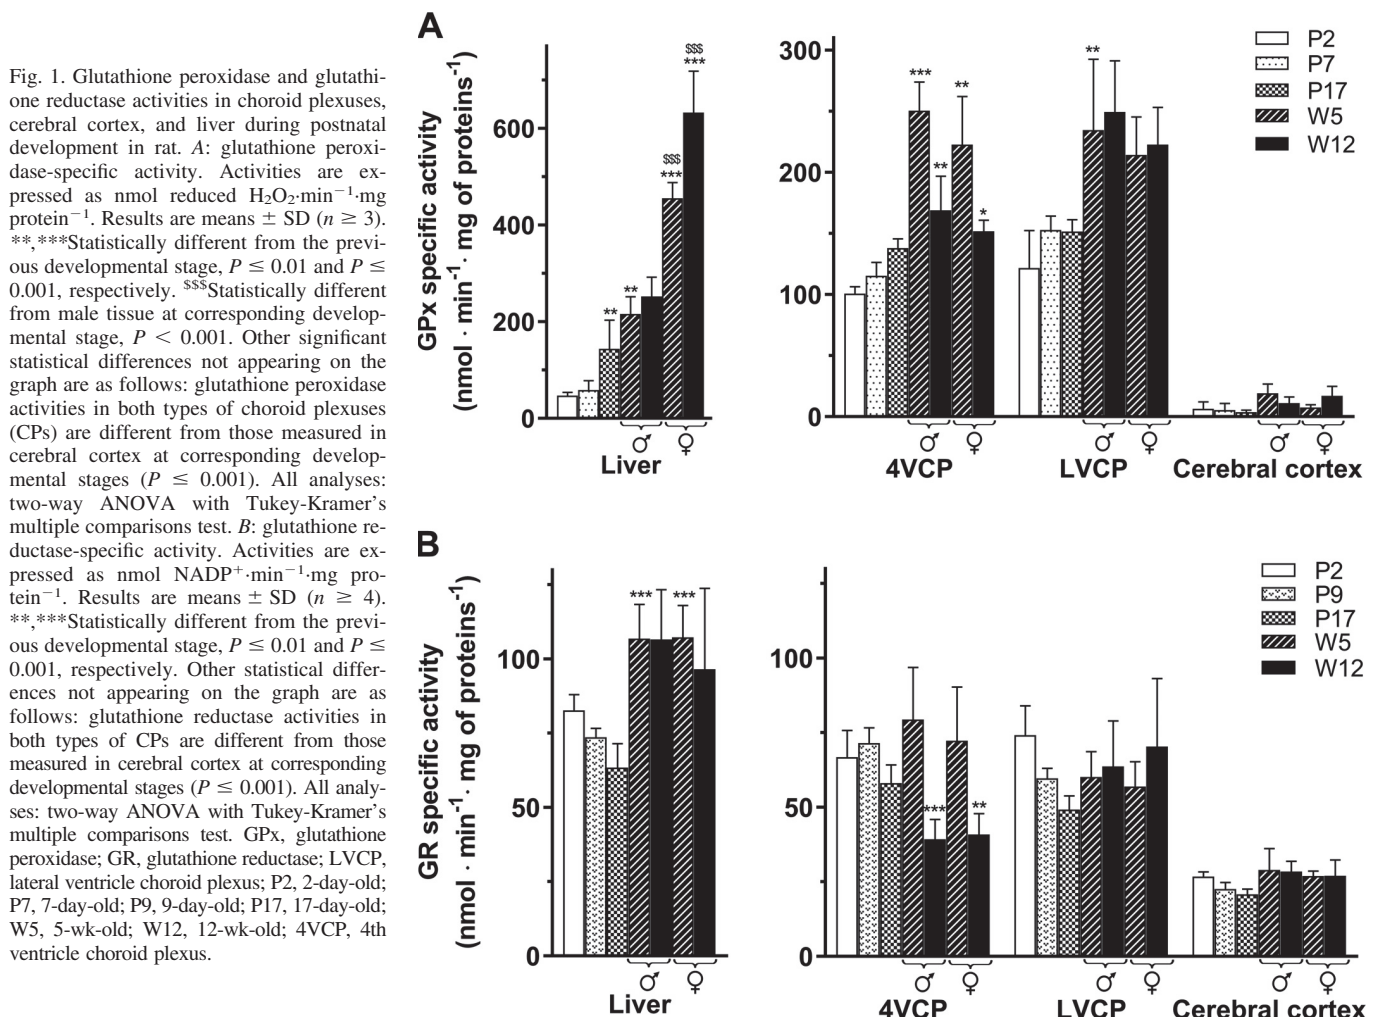 Fig. 1. Glutathione peroxidase and glutathi-
one reductase activities in choroid plexuses,
cerebral cortex, and liver during postnatal
development in rat. A: glutathione peroxi-
dase-specific activity. Activities are ex-
pressed as nmol reduced H₂O₂·min⁻¹·mg
protein⁻¹. Results are means ± SD (n ≥ 3).
**,***Statistically different from the previ-
ous developmental stage, P ≤ 0.01 and P ≤
0.001, respectively. $$$Statistically different
from male tissue at corresponding develop-
mental stage, P < 0.001. Other significant
statistical differences not appearing on the
graph are as follows: glutathione peroxidase
activities in both types of choroid plexuses
(CPs) are different from those measured in
cerebral cortex at corresponding develop-
mental stages (P ≤ 0.001). All analyses:
two-way ANOVA with Tukey-Kramer's
multiple comparisons test. B: glutathione re-
ductase-specific activity. Activities are ex-
pressed as nmol NADP⁺·min⁻¹·mg pro-
tein⁻¹. Results are means ± SD (n ≥ 4).
**,***Statistically different from the previ-
ous developmental stage, P ≤ 0.01 and P ≤
0.001, respectively. Other statistical differ-
ences not appearing on the graph are as
follows: glutathione reductase activities in
both types of CPs are different from those
measured in cerebral cortex at corresponding
developmental stages (P ≤ 0.001). All analy-
ses: two-way ANOVA with Tukey-Kramer's
multiple comparisons test. GPx, glutathione
peroxidase; GR, glutathione reductase; LVCP,
lateral ventricle choroid plexus; P2, 2-day-old;
P7, 7-day-old; P9, 9-day-old; P17, 17-day-old;
W5, 5-wk-old; W12, 12-wk-old; 4VCP, 4th
ventricle choroid plexus.
A
GPx specific activity
(nmol · min⁻¹ · mg of proteins⁻¹)
600
400
200
0
**
**
$$$
***
$$$
***
♂
♀
Liver
300
200
100
0
***
**
**
*
**
♂
♀
♂
♀
♂
♀
4VCP
LVCP
Cerebral cortex
P2
P7
P17
W5
W12
B
GR specific activity
(nmol · min⁻¹ · mg of proteins⁻¹)
100
50
0
***
***
♂
♀
Liver
100
50
0
***
**
♂
♀
♂
♀
♂
♀
4VCP
LVCP
Cerebral cortex
P2
P9
P17
W5
W12